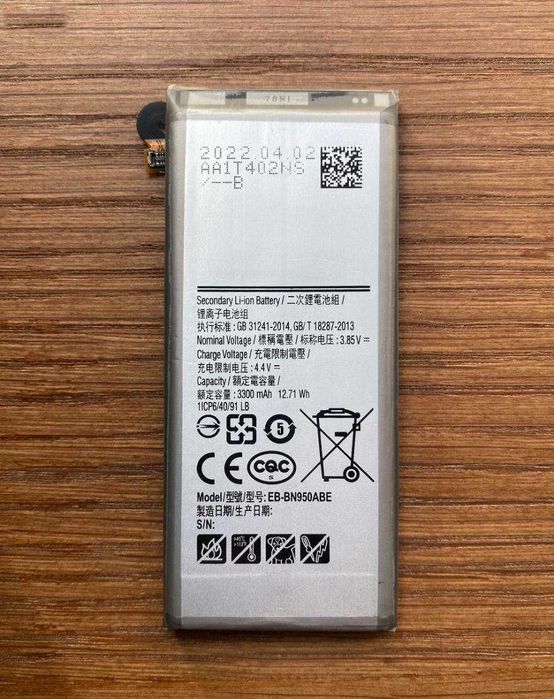 78N1
2022.04.02
AA1T402NS
/--B
Secondary Li-ion Battery / 二次鋰電池組 /
锂离子电池组
执行标准 : GB 31241-2014, GB/T 18287-2013
Nominal Voltage / 標稱電壓 / 标称电压 : 3.85V ⎓
Charge Voltage / 充電限制電壓 /
充电限制电压 : 4.4V ⎓
Capacity / 額定電容量 /
额定容量 : 3300 mAh 12.71 Wh
1ICP6/40/91 LB
5
CE CQC
S
Model/型號/型号: EB-BN950ABE
製造日期/生产日期:
S/N: